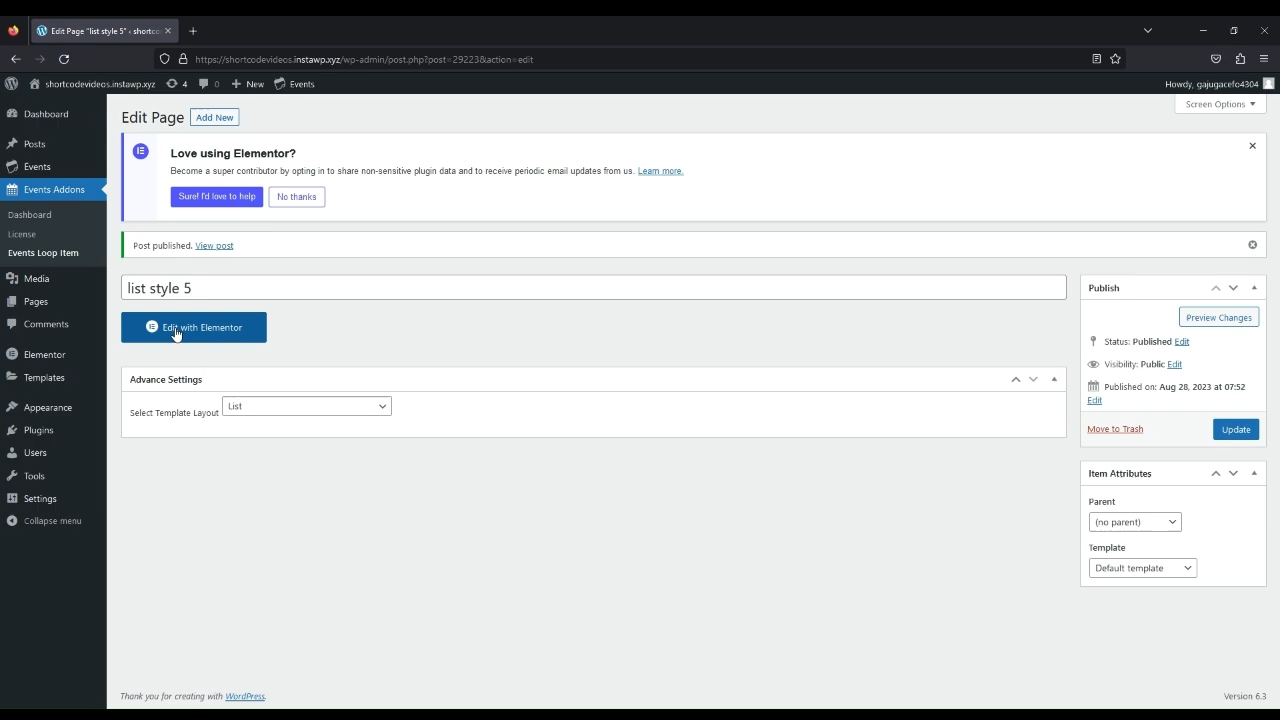 Edit Page "list style 5" ‹ shortco
https://shortcodevideos.instawp.xyz/wp-admin/post.php?post=29223&action=edit
shortcodevideos.instawp.xyz 4 0 New Events Howdy, gajugacefo4304
Screen Options
Dashboard
Posts
Events
Events Addons
Dashboard
License
Events Loop Item
Media
Pages
Comments
Elementor
Templates
Appearance
Plugins
Users
Tools
Settings
Collapse menu
Edit Page Add New
Love using Elementor?
Become a super contributor by opting in to share non-sensitive plugin data and to receive periodic email updates from us. Learn more.
Sure! I'd love to help No thanks
Post published. View post
list style 5
Edit with Elementor
Advance Settings
Select Template Layout List
Publish
Preview Changes
Status: Published Edit
Visibility: Public Edit
Published on: Aug 28, 2023 at 07:52
Edit
Move to Trash Update
Item Attributes
Parent
(no parent)
Template
Default template
Thank you for creating with WordPress. Version 6.3